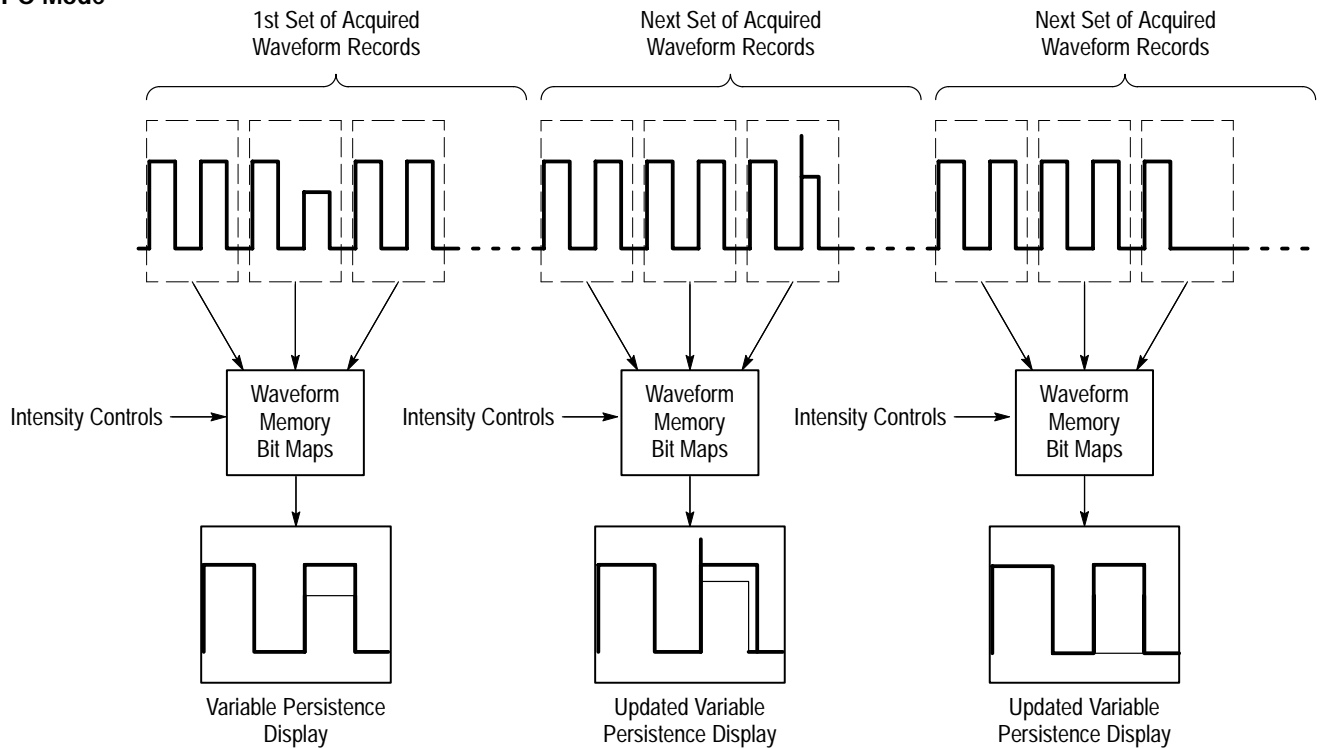 Mode
1st Set of Acquired
Waveform Records
Next Set of Acquired
Waveform Records
Next Set of Acquired
Waveform Records
Intensity Controls
Waveform
Memory
Bit Maps
Intensity Controls
Waveform
Memory
Bit Maps
Intensity Controls
Waveform
Memory
Bit Maps
Variable Persistence
Display
Updated Variable
Persistence Display
Updated Variable
Persistence Display